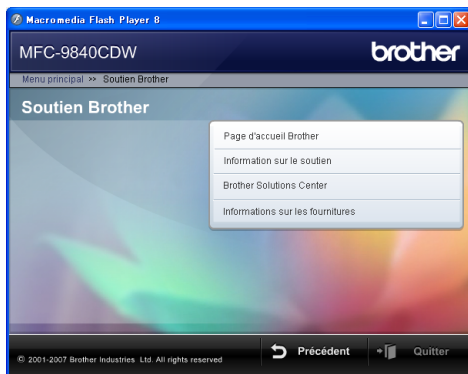 Macromedia Flash Player 8
MFC-9840CDW
brother
Menu principal >> Soutien Brother
Soutien Brother
Page d'accueil Brother
Information sur le soutien
Brother Solutions Center
Informations sur les fournitures
© 2001-2007 Brother Industries Ltd. All rights reserved
Précédent
Quitter